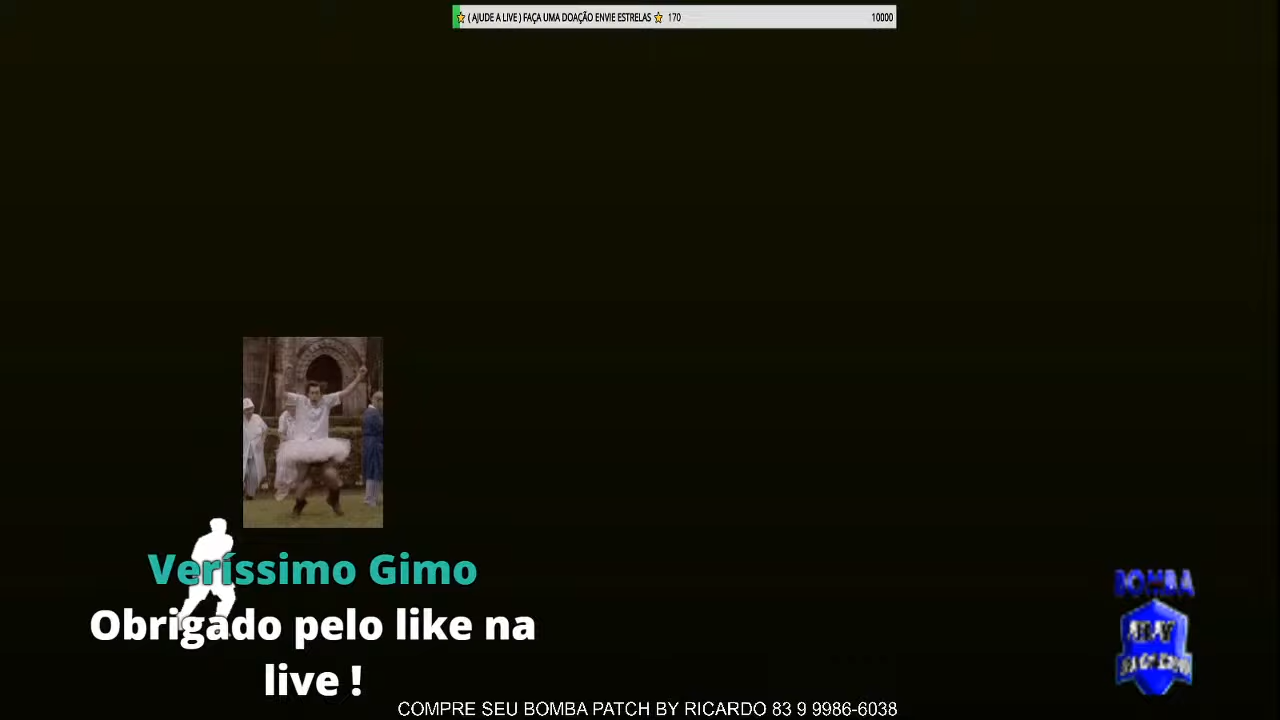 ⭐ ( AJUDE A LIVE ) FAÇA UMA DOAÇÃO ENVIE ESTRELAS ⭐ 170 10000
Veríssimo Gimo
Obrigado pelo like na
live !
BOMBA
COMPRE SEU BOMBA PATCH BY RICARDO 83 9 9986-6038